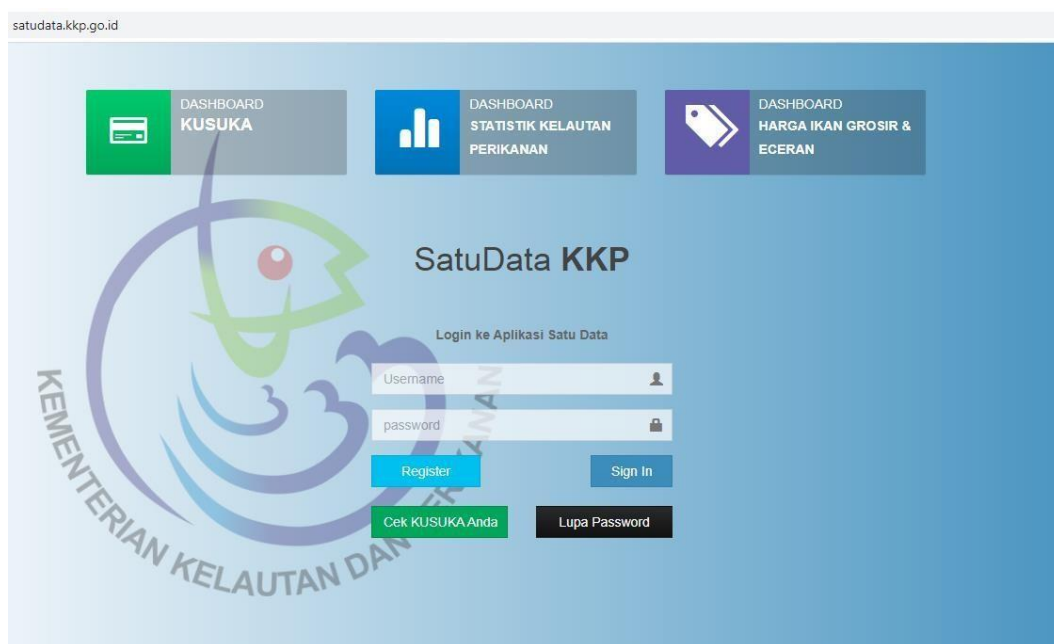 satudata.kkp.go.id
DASHBOARD
KUSUKA
DASHBOARD
STATISTIK KELAUTAN
PERIKANAN
DASHBOARD
HARGA IKAN GROSIR &
ECERAN
SatuData KKP
Login ke Aplikasi Satu Data
Username
password
Register
Sign In
Cek KUSUKA Anda
Lupa Password
KEMENTERIAN KELAUTAN DAN PERIKANAN